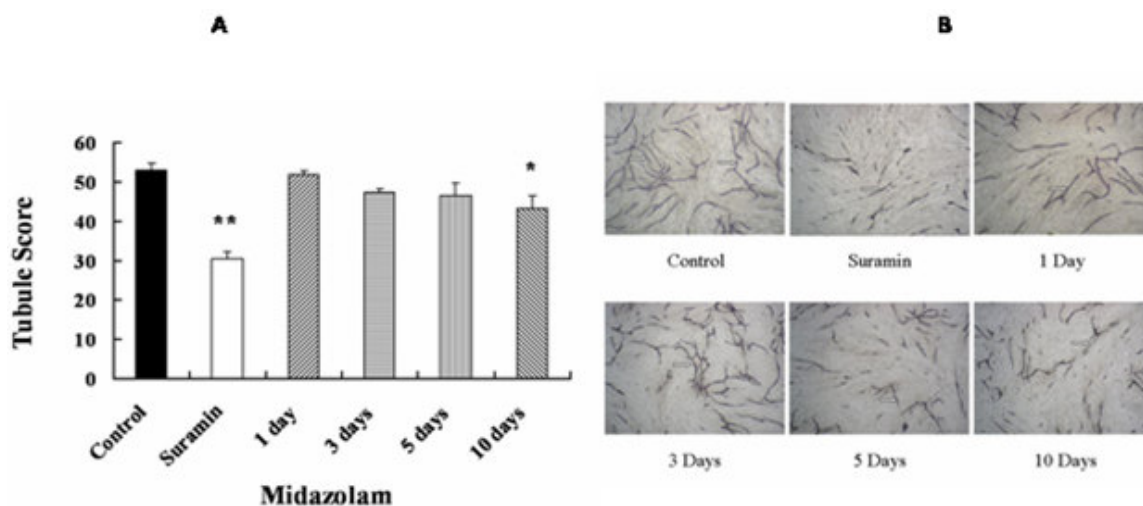 A
B
60
50
40
30
20
10
0
Tubule Score
**
*
Control
Suramin
1 day
3 days
5 days
10 days
Midazolam
Control
Suramin
1 Day
3 Days
5 Days
10 Days